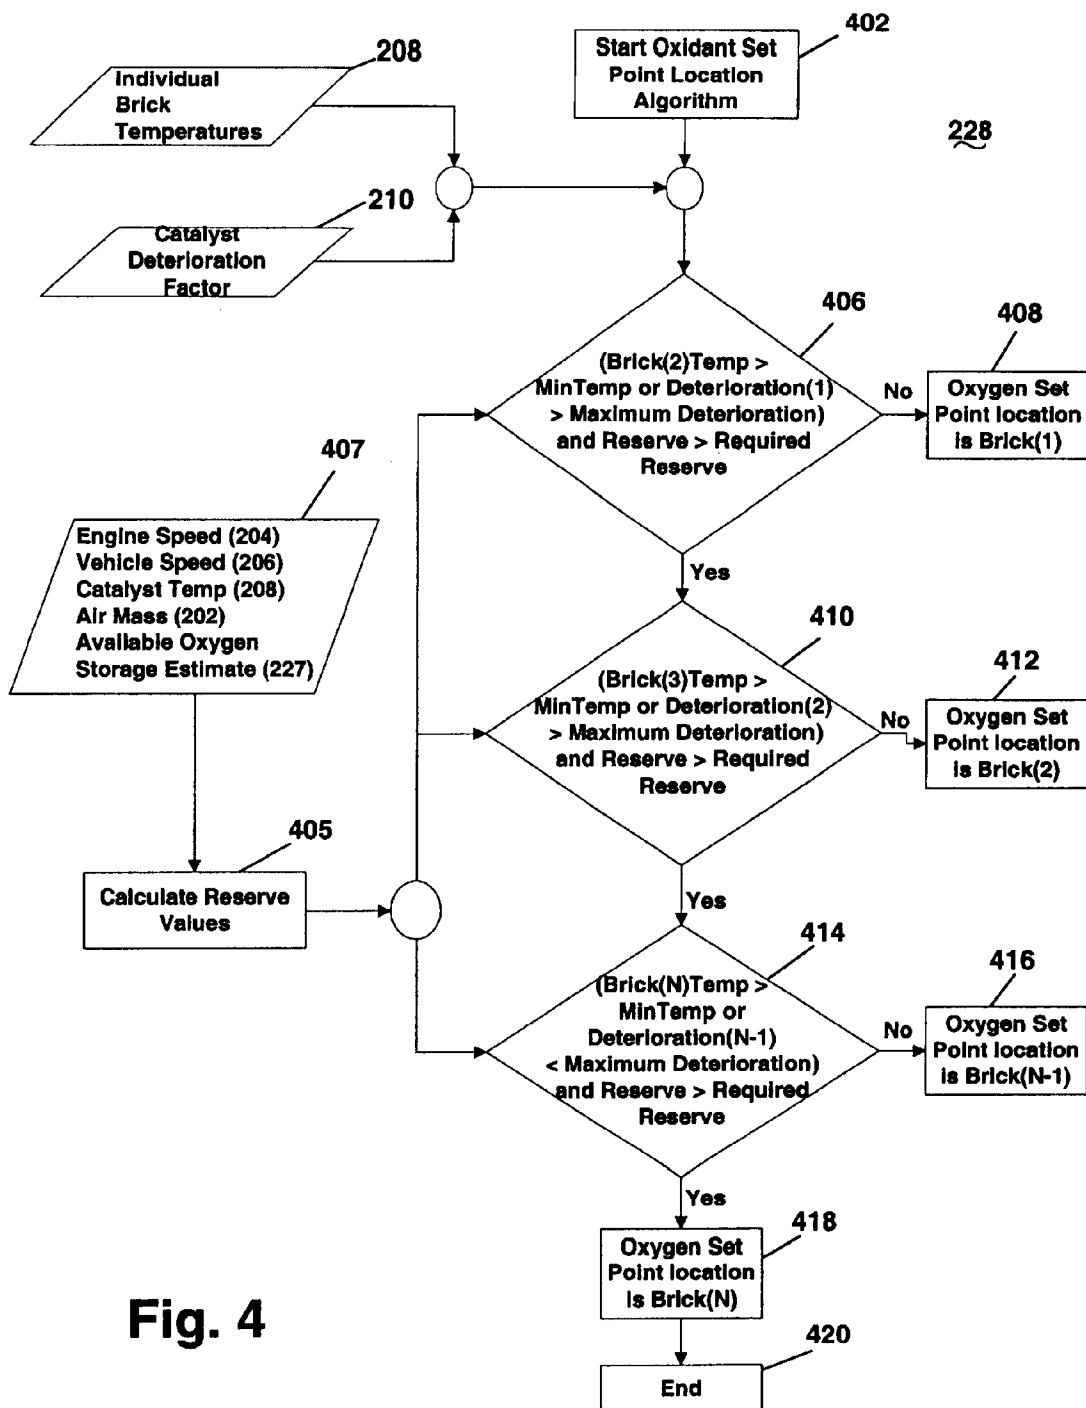 402
Start Oxidant Set
Point Location
Algorithm
208
Individual
Brick
Temperatures
228
210
Catalyst
Deterioration
Factor
406
(Brick(2)Temp >
MinTemp or Deterioration(1)
> Maximum Deterioration)
and Reserve > Required
Reserve
No
408
Oxygen Set
Point location
is Brick(1)
407
Engine Speed (204)
Vehicle Speed (206)
Catalyst Temp (208)
Air Mass (202)
Available Oxygen
Storage Estimate (227)
Yes
410
(Brick(3)Temp >
MinTemp or Deterioration(2)
> Maximum Deterioration)
and Reserve > Required
Reserve
No
412
Oxygen Set
Point location
is Brick(2)
405
Calculate Reserve
Values
Yes
414
(Brick(N)Temp >
MinTemp or
Deterioration(N-1)
< Maximum Deterioration)
and Reserve > Required
Reserve
No
416
Oxygen Set
Point location
is Brick(N-1)
Yes
418
Oxygen Set
Point location
is Brick(N)
420
End
Fig. 4